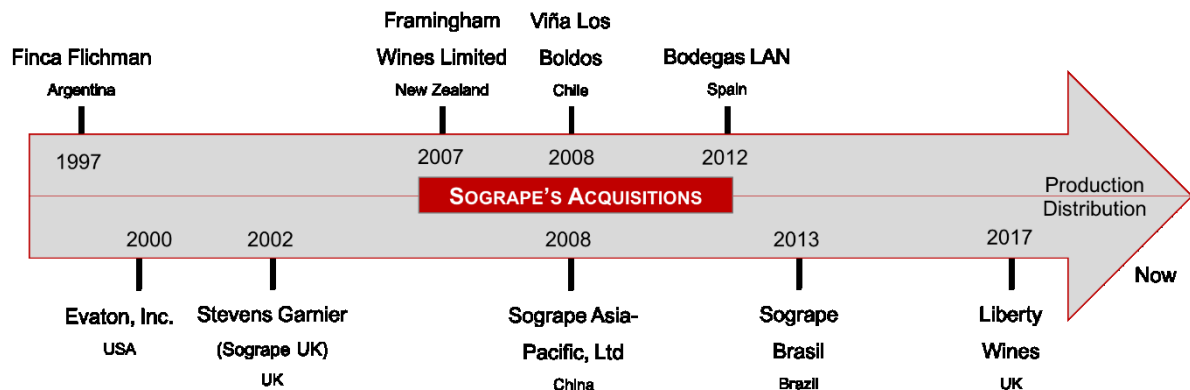 Finca Flichman
Argentina
Framingham
Wines Limited
New Zealand
Viña Los
Boldos
Chile
Bodegas LAN
Spain
1997
2007
2008
2012
SOGRAPE'S ACQUISITIONS
Production
Distribution
2000
2002
2008
2013
2017
Now
Evaton, Inc.
USA
Stevens Garnier
(Sogrape UK)
UK
Sogrape Asia-
Pacific, Ltd
China
Sogrape
Brasil
Brazil
Liberty
Wines
UK